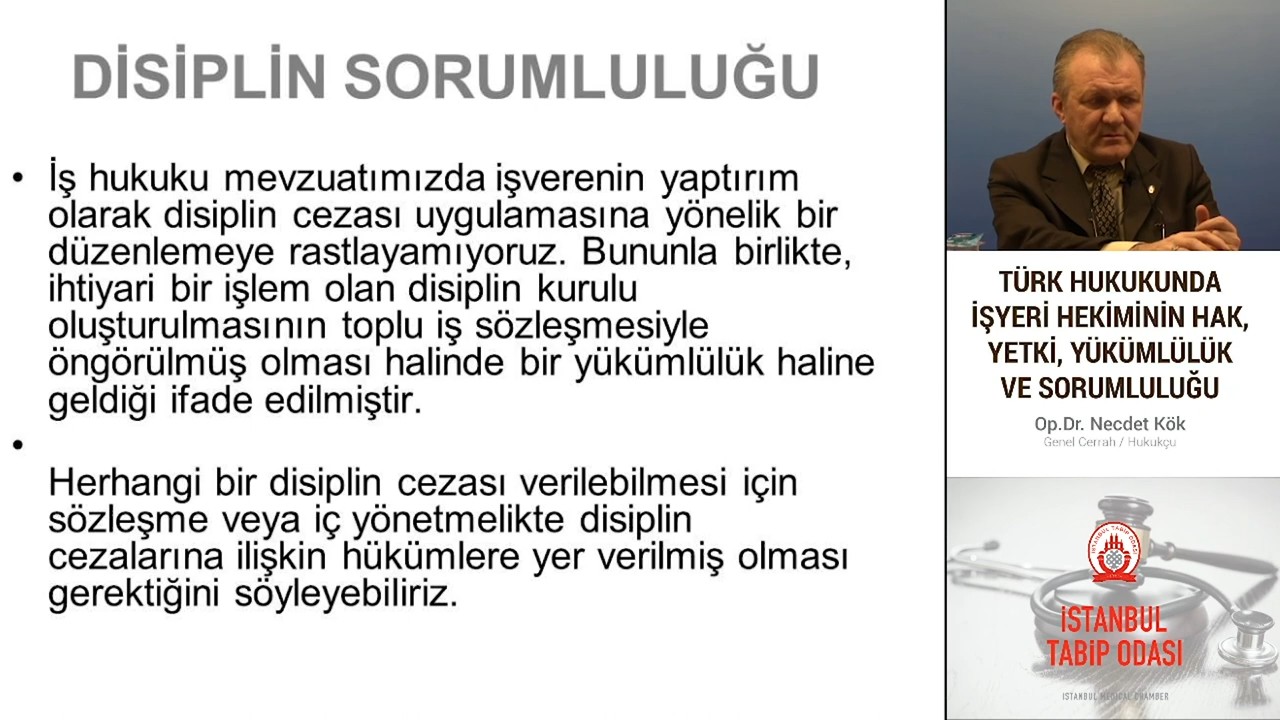 DİSİPLİN SORUMLULUĞU
• İş hukuku mevzuatımızda işverenin yaptırım
olarak disiplin cezası uygulamasına yönelik bir
düzenlemeye rastlayamıyoruz. Bununla birlikte,
ihtiyari bir işlem olan disiplin kurulu
oluşturulmasının toplu iş sözleşmesiyle
öngörülmüş olması halinde bir yükümlülük haline
geldiği ifade edilmiştir.
•
Herhangi bir disiplin cezası verilebilmesi için
sözleşme veya iç yönetmelikte disiplin
cezalarına ilişkin hükümlere yer verilmiş olması
gerektiğini söyleyebiliriz.
TÜRK HUKUKUNDA
İŞYERİ HEKİMİNİN HAK,
YETKİ, YÜKÜMLÜLÜK
VE SORUMLULUĞU
Op.Dr. Necdet Kök
Genel Cerrah / Hukukçu
İSTANBUL TABİP ODASI
İSTANBUL
TABİP ODASI
ISTANBUL MEDICAL CHAMBER